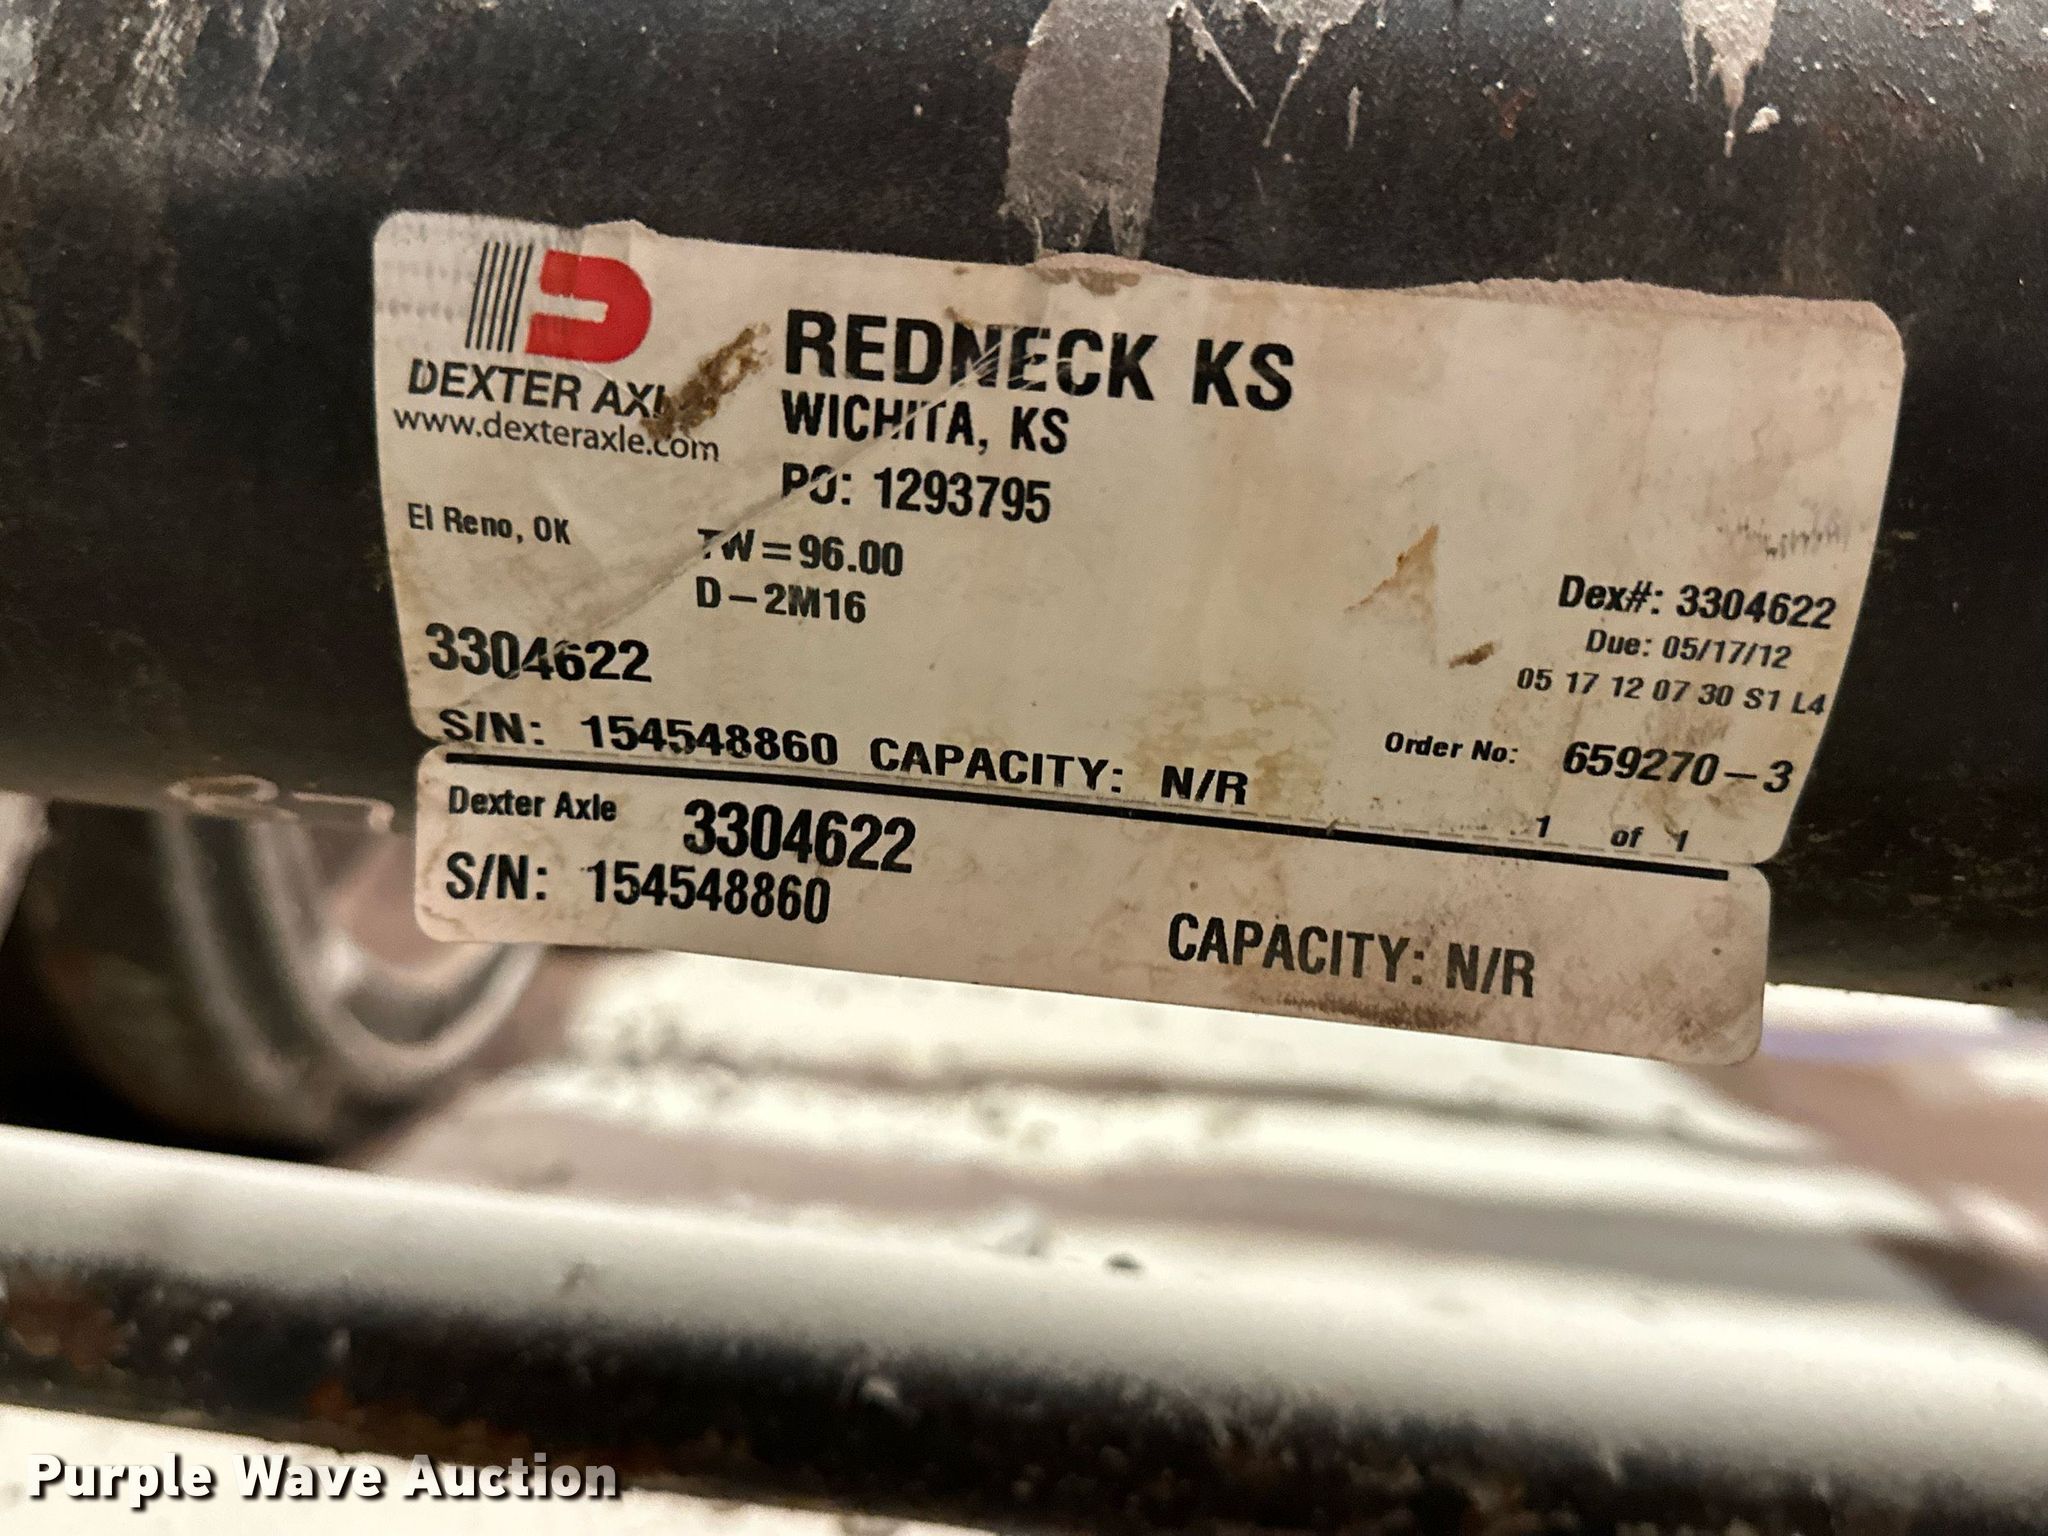 DEXTER AXLE
www.dexteraxle.com
REDNECK KS
WICHITA, KS
PO: 1293795
El Reno, OK
TW=96.00
D-2M16
3304622
Dex#: 3304622
Due: 05/17/12
05 17 12 07 30 S1 L4
S/N: 154548860 CAPACITY: N/R
Order No: 659270-3
1 of 1
Dexter Axle 3304622
S/N: 154548860
CAPACITY: N/R
Purple Wave Auction